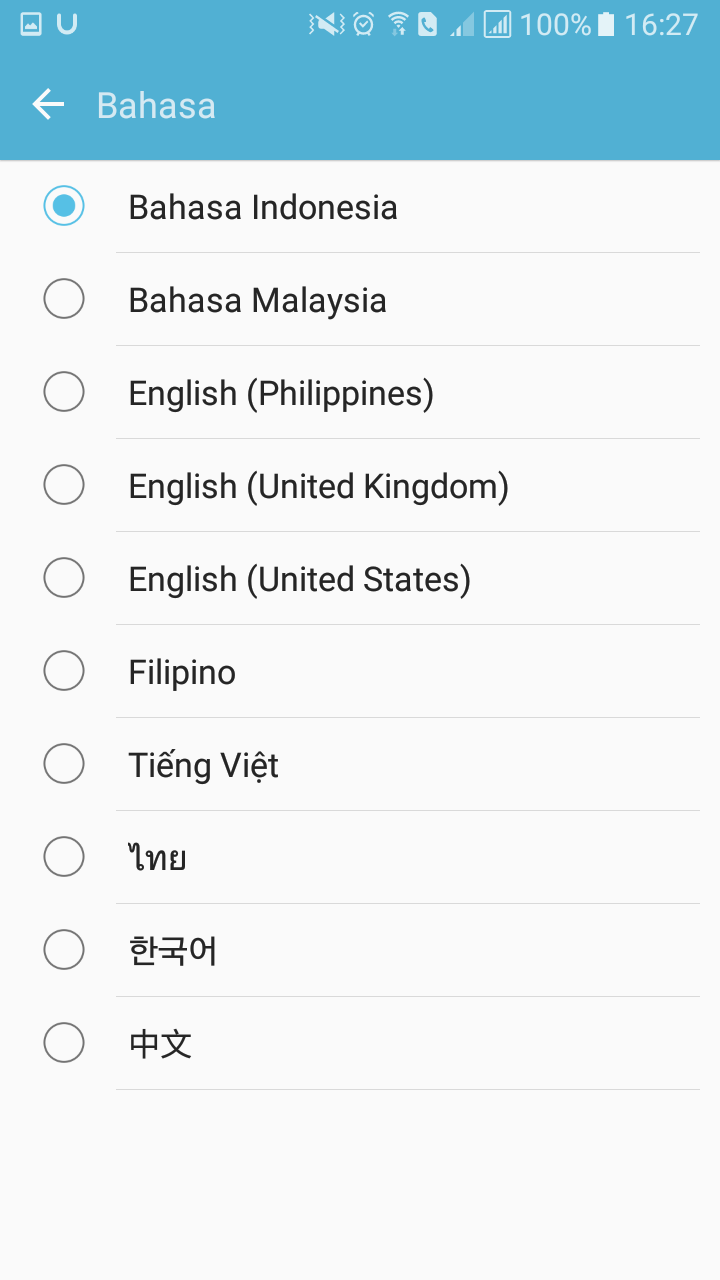 100% 16:27
Bahasa
Bahasa Indonesia
Bahasa Malaysia
English (Philippines)
English (United Kingdom)
English (United States)
Filipino
Tiếng Việt
ไทย
한국어
中文